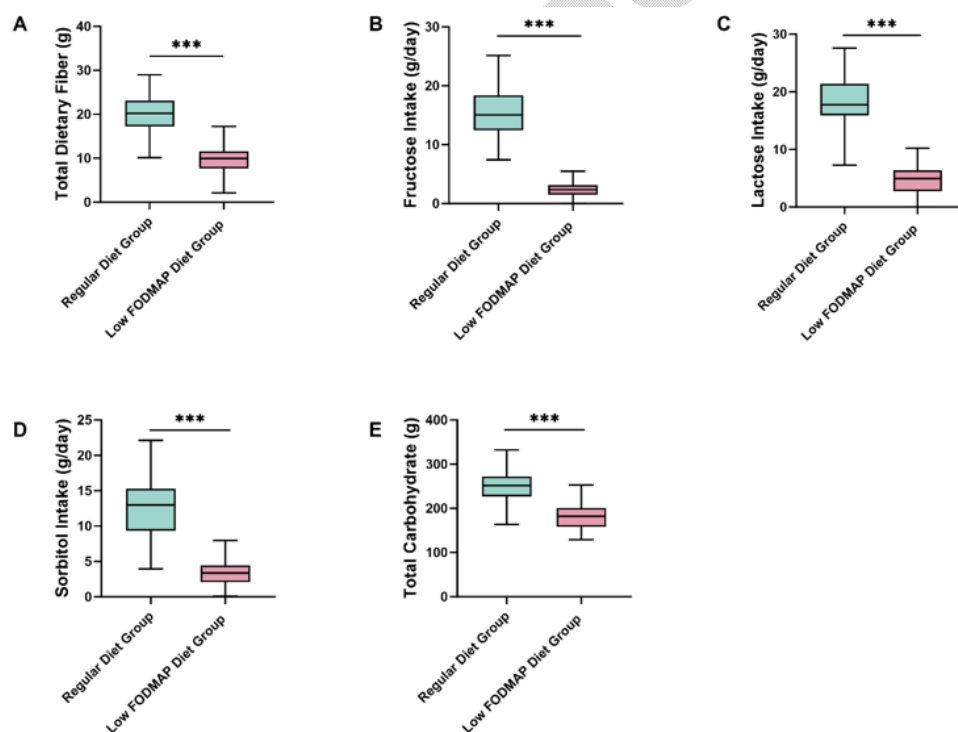 A
Total Dietary Fiber (g)
40
30
20
10
0
***
Regular Diet Group
Low FODMAP Diet Group
B
Fructose Intake (g/day)
30
20
10
0
***
Regular Diet Group
Low FODMAP Diet Group
C
Lactose Intake (g/day)
30
20
10
0
***
Regular Diet Group
Low FODMAP Diet Group
D
Sorbitol Intake (g/day)
25
20
15
10
5
0
***
Regular Diet Group
Low FODMAP Diet Group
E
Total Carbohydrate (g)
400
300
200
100
0
***
Regular Diet Group
Low FODMAP Diet Group